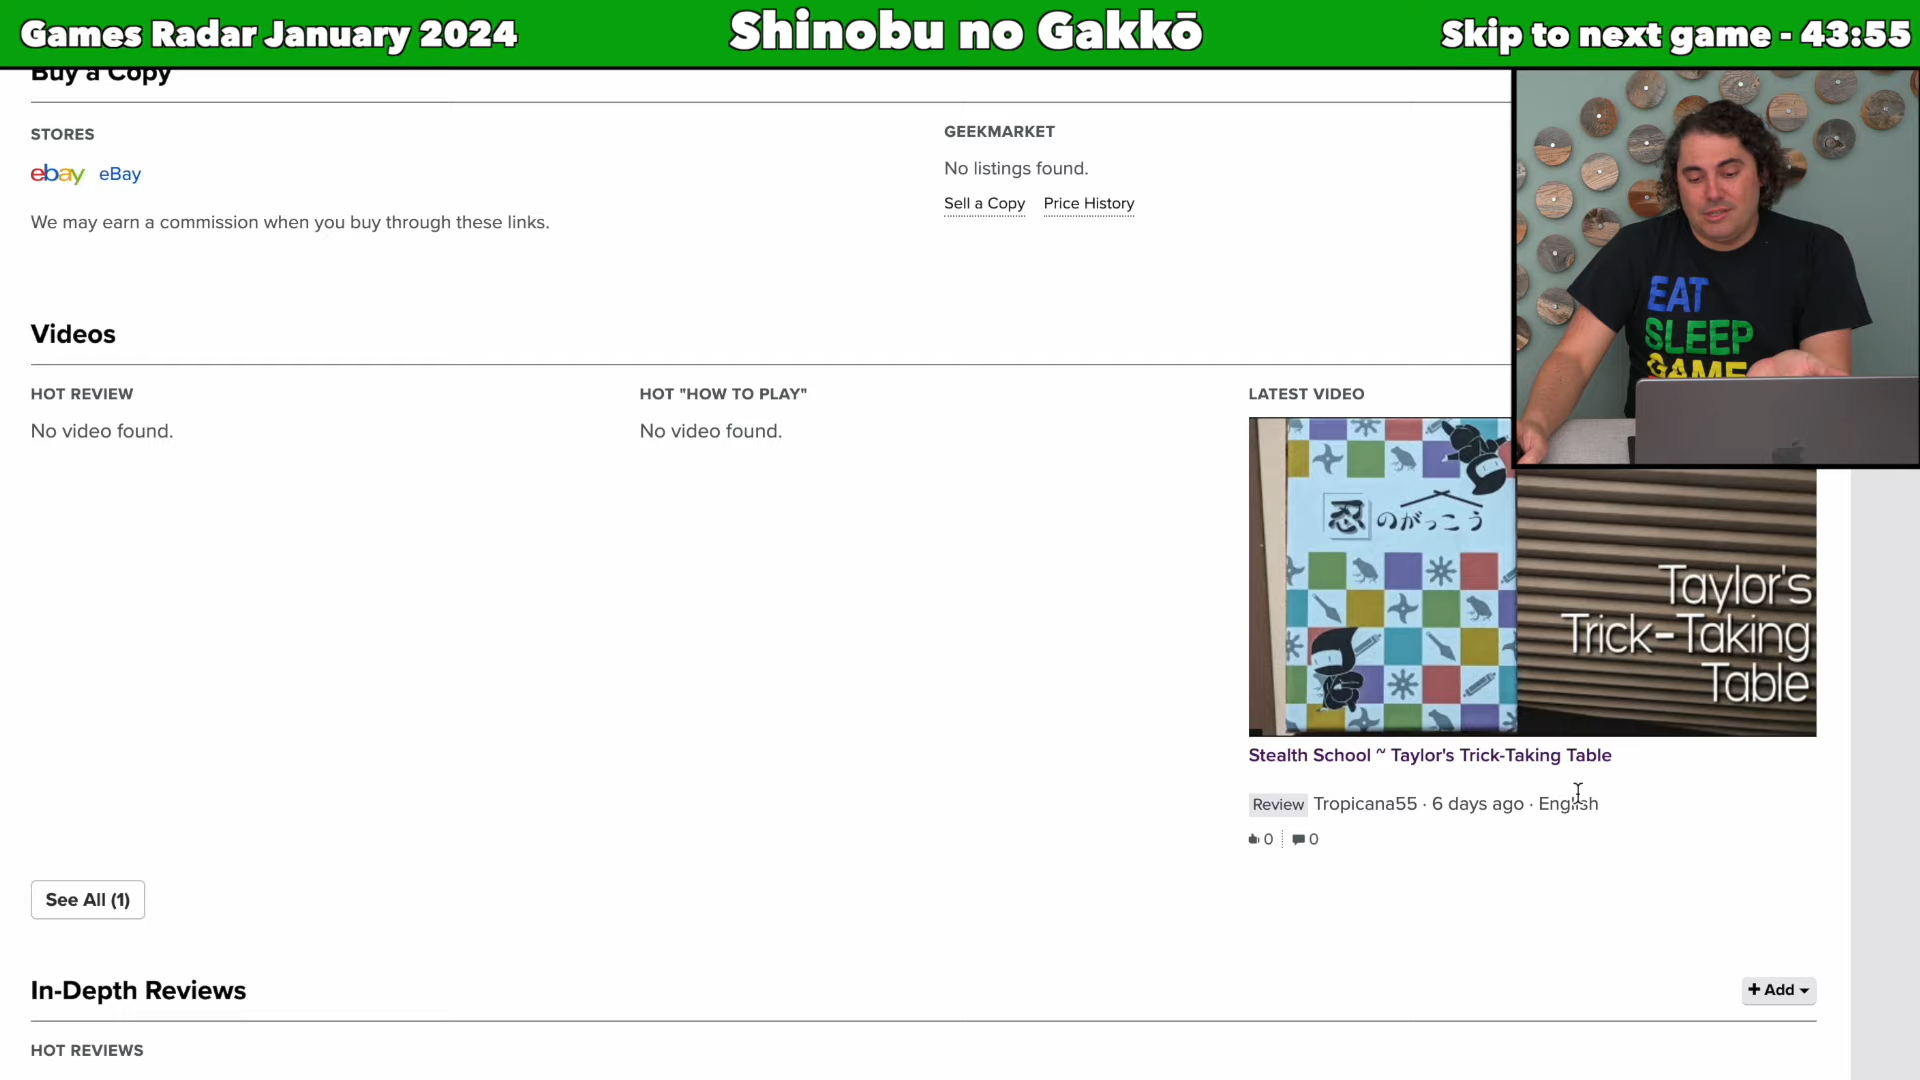 Games Radar January 2024
Shinobu no Gakkō
Skip to next game - 43:55
Buy a Copy
STORES
ebay eBay
We may earn a commission when you buy through these links.
GEEKMARKET
No listings found.
Sell a Copy Price History
EAT
SLEEP
GAME
Videos
HOT REVIEW
No video found.
HOT "HOW TO PLAY"
No video found.
LATEST VIDEO
忍のがっこう
Taylor's
Trick-Taking
Table
Stealth School ~ Taylor's Trick-Taking Table
Review Tropicana55 · 6 days ago · English
0 0
See All (1)
In-Depth Reviews
+ Add
HOT REVIEWS